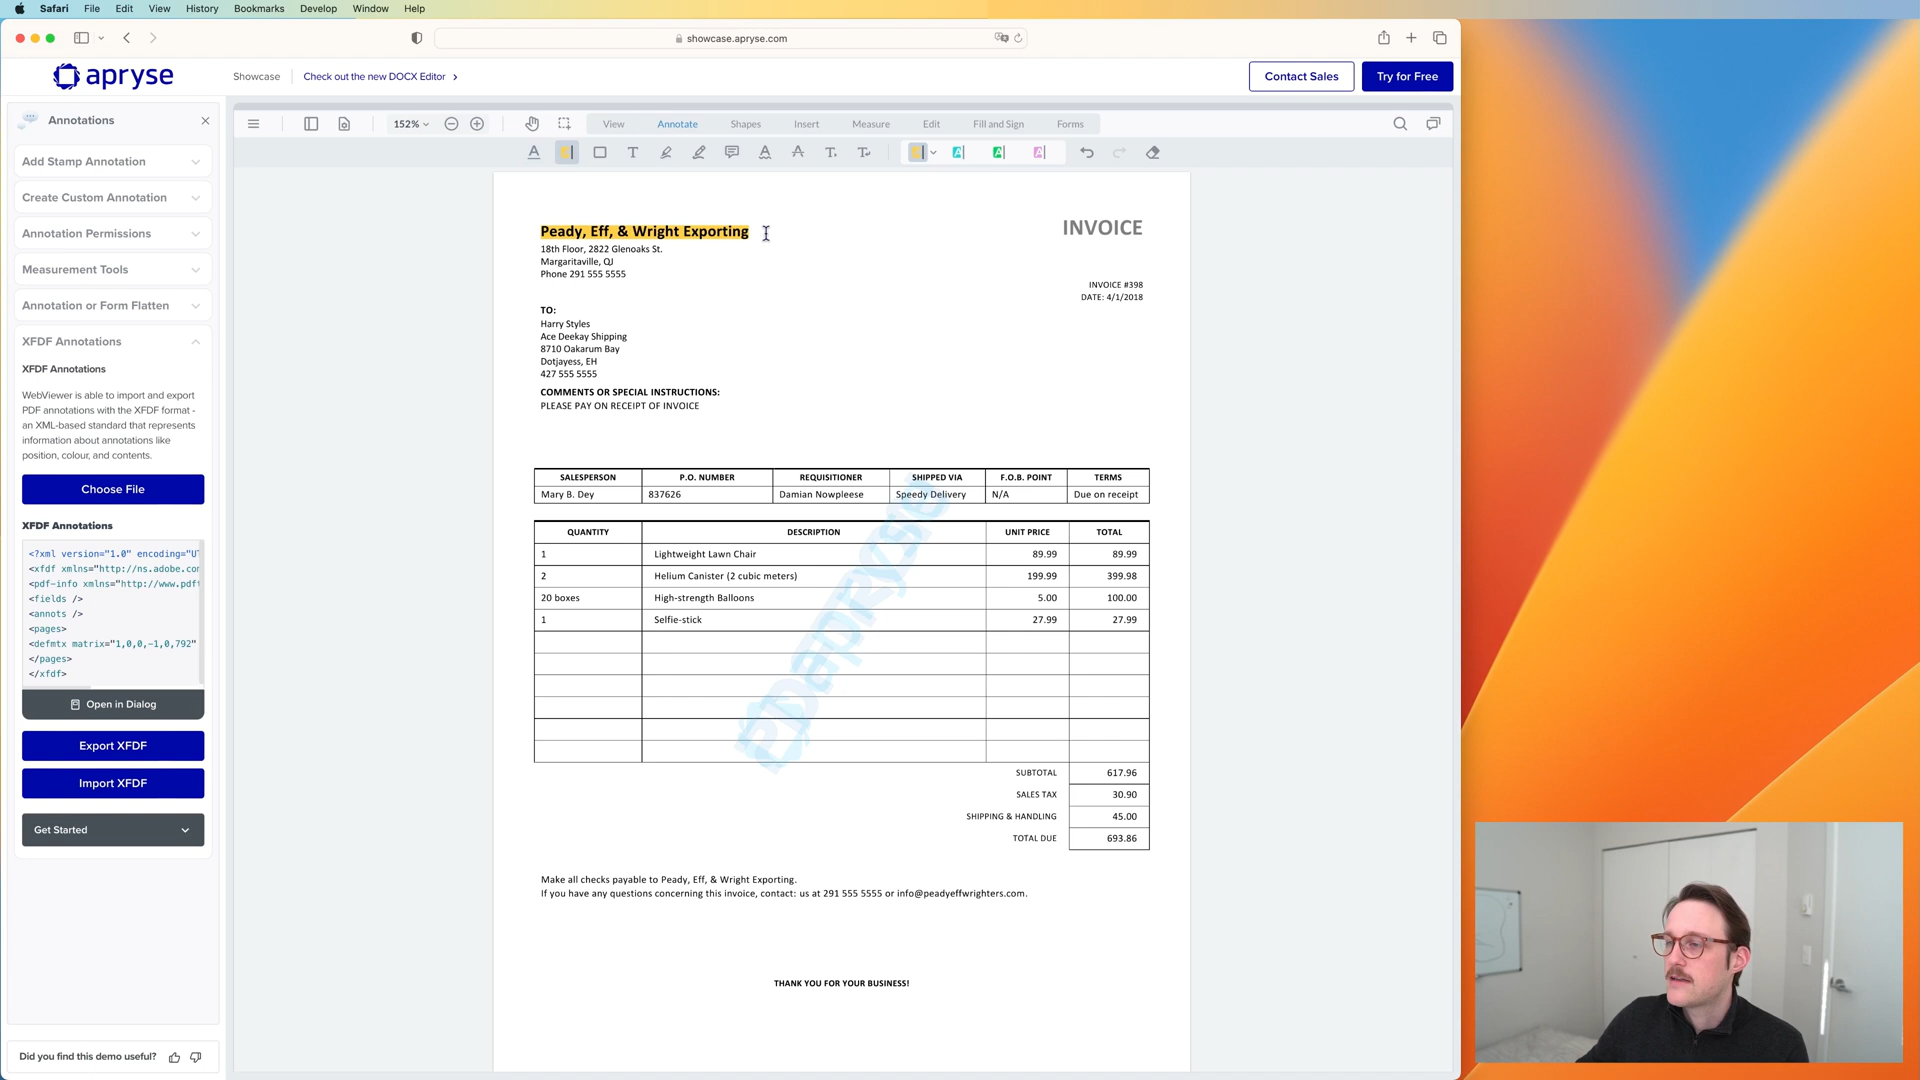 Safari File Edit View History Bookmarks Develop Window Help
showcase.apryse.com
apryse
Showcase
Check out the new DOCX Editor
Contact Sales
Try for Free
Annotations
Add Stamp Annotation
Create Custom Annotation
Annotation Permissions
Measurement Tools
Annotation or Form Flatten
XFDF Annotations
XFDF Annotations
WebViewer is able to import and export
PDF annotations with the XFDF format -
an XML-based standard that represents
information about annotations like
position, colour, and contents.
Choose File
XFDF Annotations
<?xml version="1.0" encoding="U
<xfdf xmlns="http://ns.adobe.co
<pdf-info xmlns="http://www.pdf
<fields />
<annots />
<pages>
<defmtx matrix="1,0,0,-1,0,792"
</pages>
</xfdf>
Open in Dialog
Export XFDF
Import XFDF
Get Started
Did you find this demo useful?
152%
View Annotate Shapes Insert Measure Edit Fill and Sign Forms
Peady, Eff, & Wright Exporting
18th Floor, 2822 Glenoaks St.
Margaritaville, QJ
Phone 291 555 5555
INVOICE
INVOICE #398
DATE: 4/1/2018
TO:
Harry Styles
Ace Deekay Shipping
8710 Oakarum Bay
Dotjayess, EH
427 555 5555
COMMENTS OR SPECIAL INSTRUCTIONS:
PLEASE PAY ON RECEIPT OF INVOICE
SALESPERSON P.O. NUMBER REQUISITIONER SHIPPED VIA F.O.B. POINT TERMS
Mary B. Dey 837626 Damian Nowpleese Speedy Delivery N/A Due on receipt
QUANTITY DESCRIPTION UNIT PRICE TOTAL
1 Lightweight Lawn Chair 89.99 89.99
2 Helium Canister (2 cubic meters) 199.99 399.98
20 boxes High-strength Balloons 5.00 100.00
1 Selfie-stick 27.99 27.99
SUBTOTAL 617.96
SALES TAX 30.90
SHIPPING & HANDLING 45.00
TOTAL DUE 693.86
Make all checks payable to Peady, Eff, & Wright Exporting.
If you have any questions concerning this invoice, contact: us at 291 555 5555 or info@peadyeffwrighters.com.
THANK YOU FOR YOUR BUSINESS!
apryse